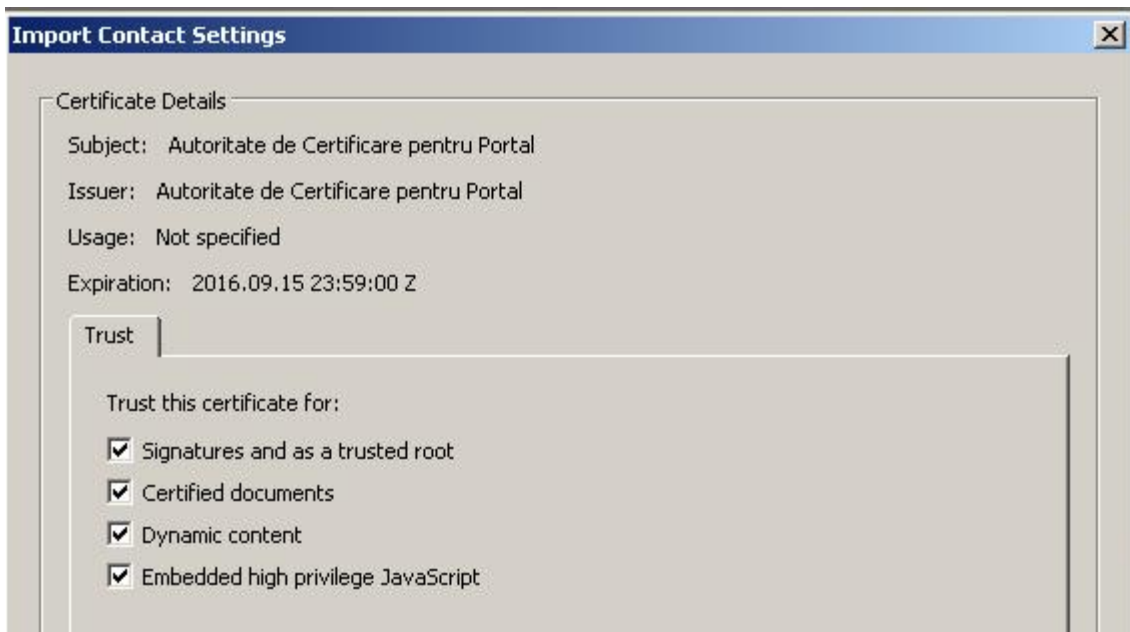 Import Contact Settings
Certificate Details
Subject: Autoritate de Certificare pentru Portal
Issuer: Autoritate de Certificare pentru Portal
Usage: Not specified
Expiration: 2016.09.15 23:59:00 Z
Trust
Trust this certificate for:
Signatures and as a trusted root
Certified documents
Dynamic content
Embedded high privilege JavaScript